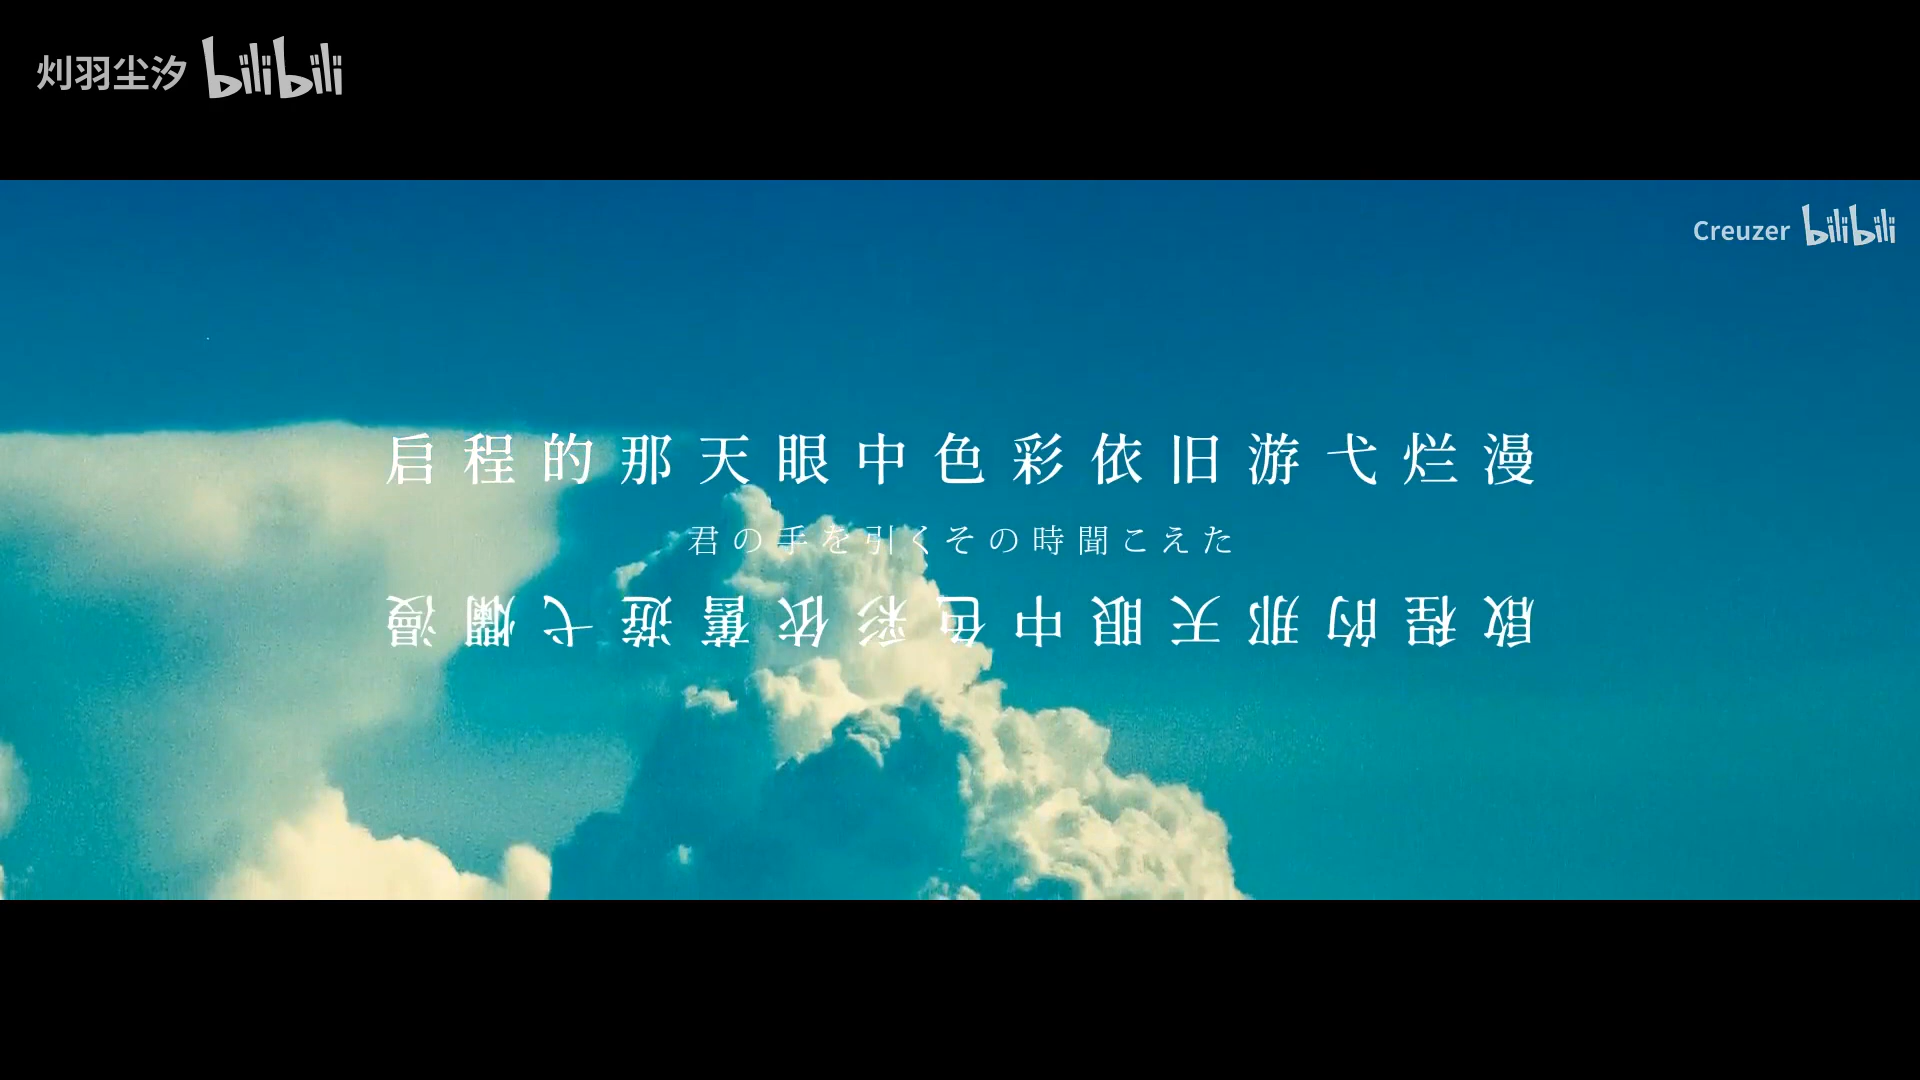 刈羽尘汐 bilibili
Creuzer bilibili
启程的那天眼中色彩依旧游弋烂漫
君の手を引くその時聞こえた
啟程的那天眼中色彩依舊遊弋爛漫